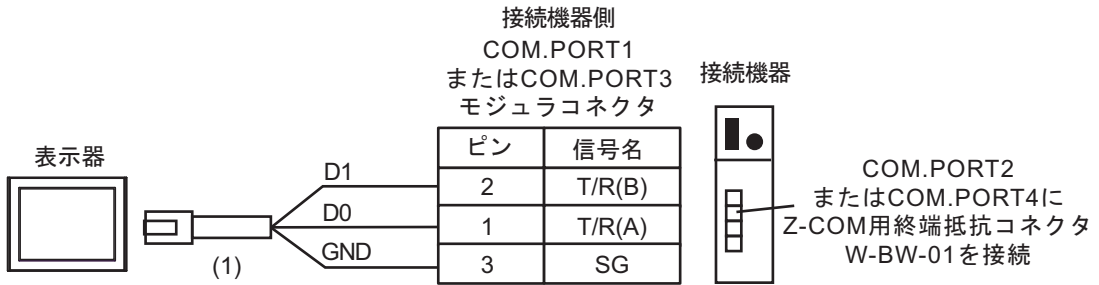 接続機器側
COM.PORT1
またはCOM.PORT3
モジュラコネクタ
接続機器
表示器
ピン
信号名
D1
2
T/R(B)
D0
1
T/R(A)
GND
3
SG
(1)
COM.PORT2
またはCOM.PORT4に
Z-COM用終端抵抗コネクタ
W-BW-01を接続